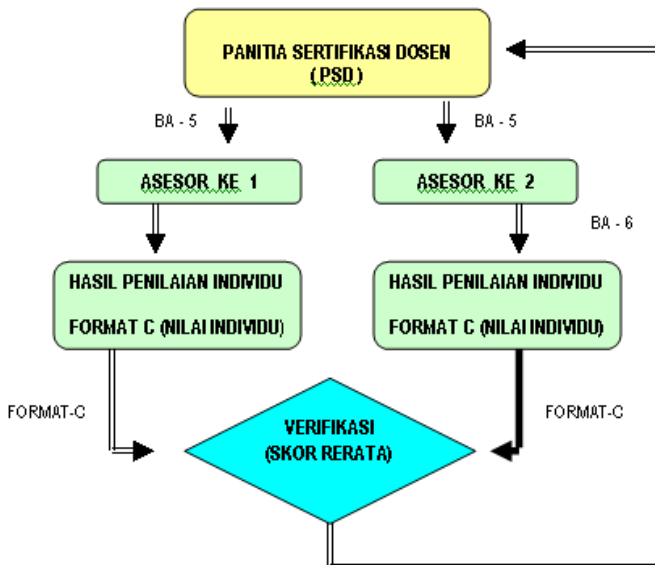 PANITIA SERTIFIKASI DOSEN
( PSD )
BA - 5
BA - 5
ASESOR KE 1
ASESOR KE 2
BA - 6
HASIL PENILAIAN INDIVIDU
FORMAT C (NILAI INDIVIDU)
HASIL PENILAIAN INDIVIDU
FORMAT C (NILAI INDIVIDU)
FORMAT-C
FORMAT-C
VERIFIKASI
(SKOR RERATA)